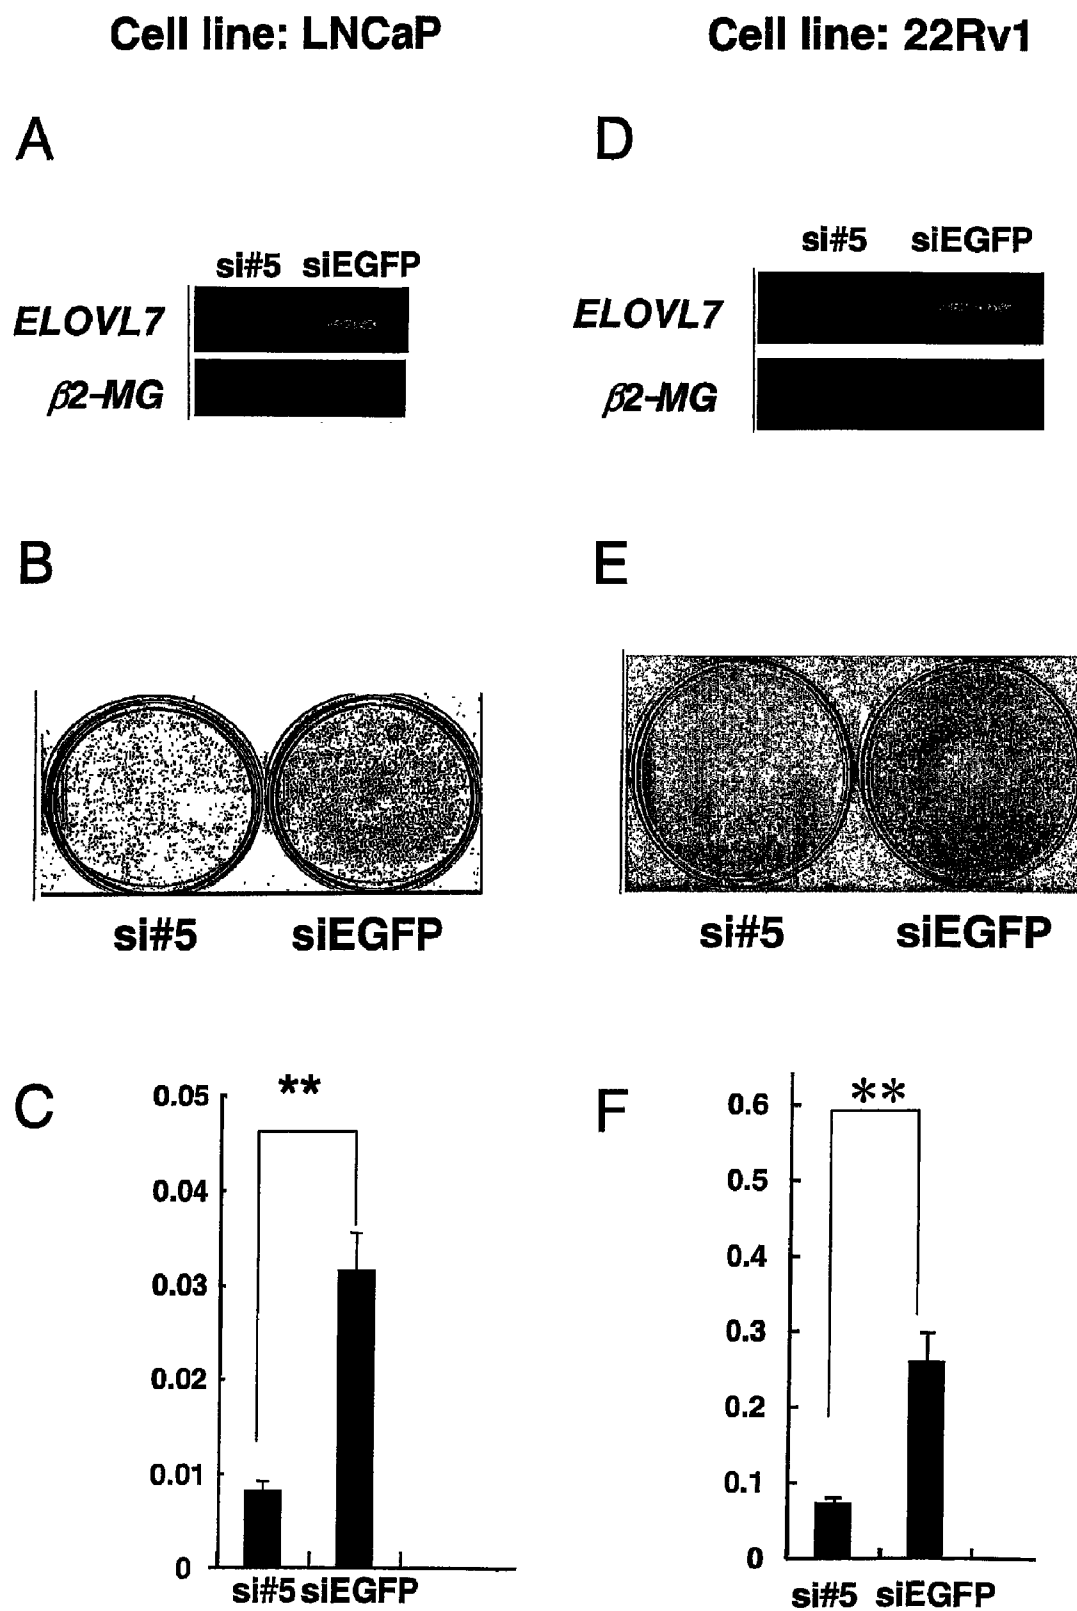 Cell line: LNCaP
Cell line: 22Rv1
A
si#5 siEGFP
ELOVL7
β2-MG
D
si#5 siEGFP
ELOVL7
β2-MG
B
si#5 siEGFP
E
si#5 siEGFP
C
**
0.05
0.04
0.03
0.02
0.01
0
si#5 siEGFP
F
**
0.6
0.5
0.4
0.3
0.2
0.1
0
si#5 siEGFP